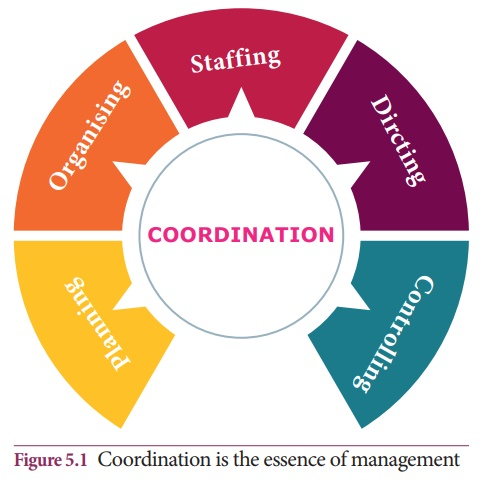 Planning
Organising
Staffing
Dircting
Controlling
COORDINATION
Figure 5.1 Coordination is the essence of management